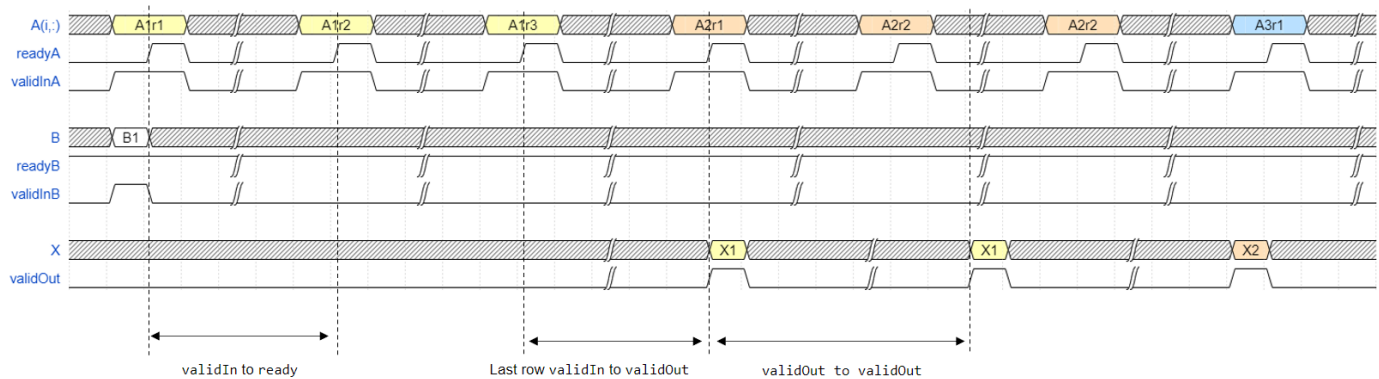 A(i,:) A1r1 A1r2 A1r3 A2r1 A2r2 A2r2 A3r1
readyA
validInA
B B1
readyB
validInB
X X1 X1 X2
validOut
validIn to ready Last row validIn to validOut validOut to validOut